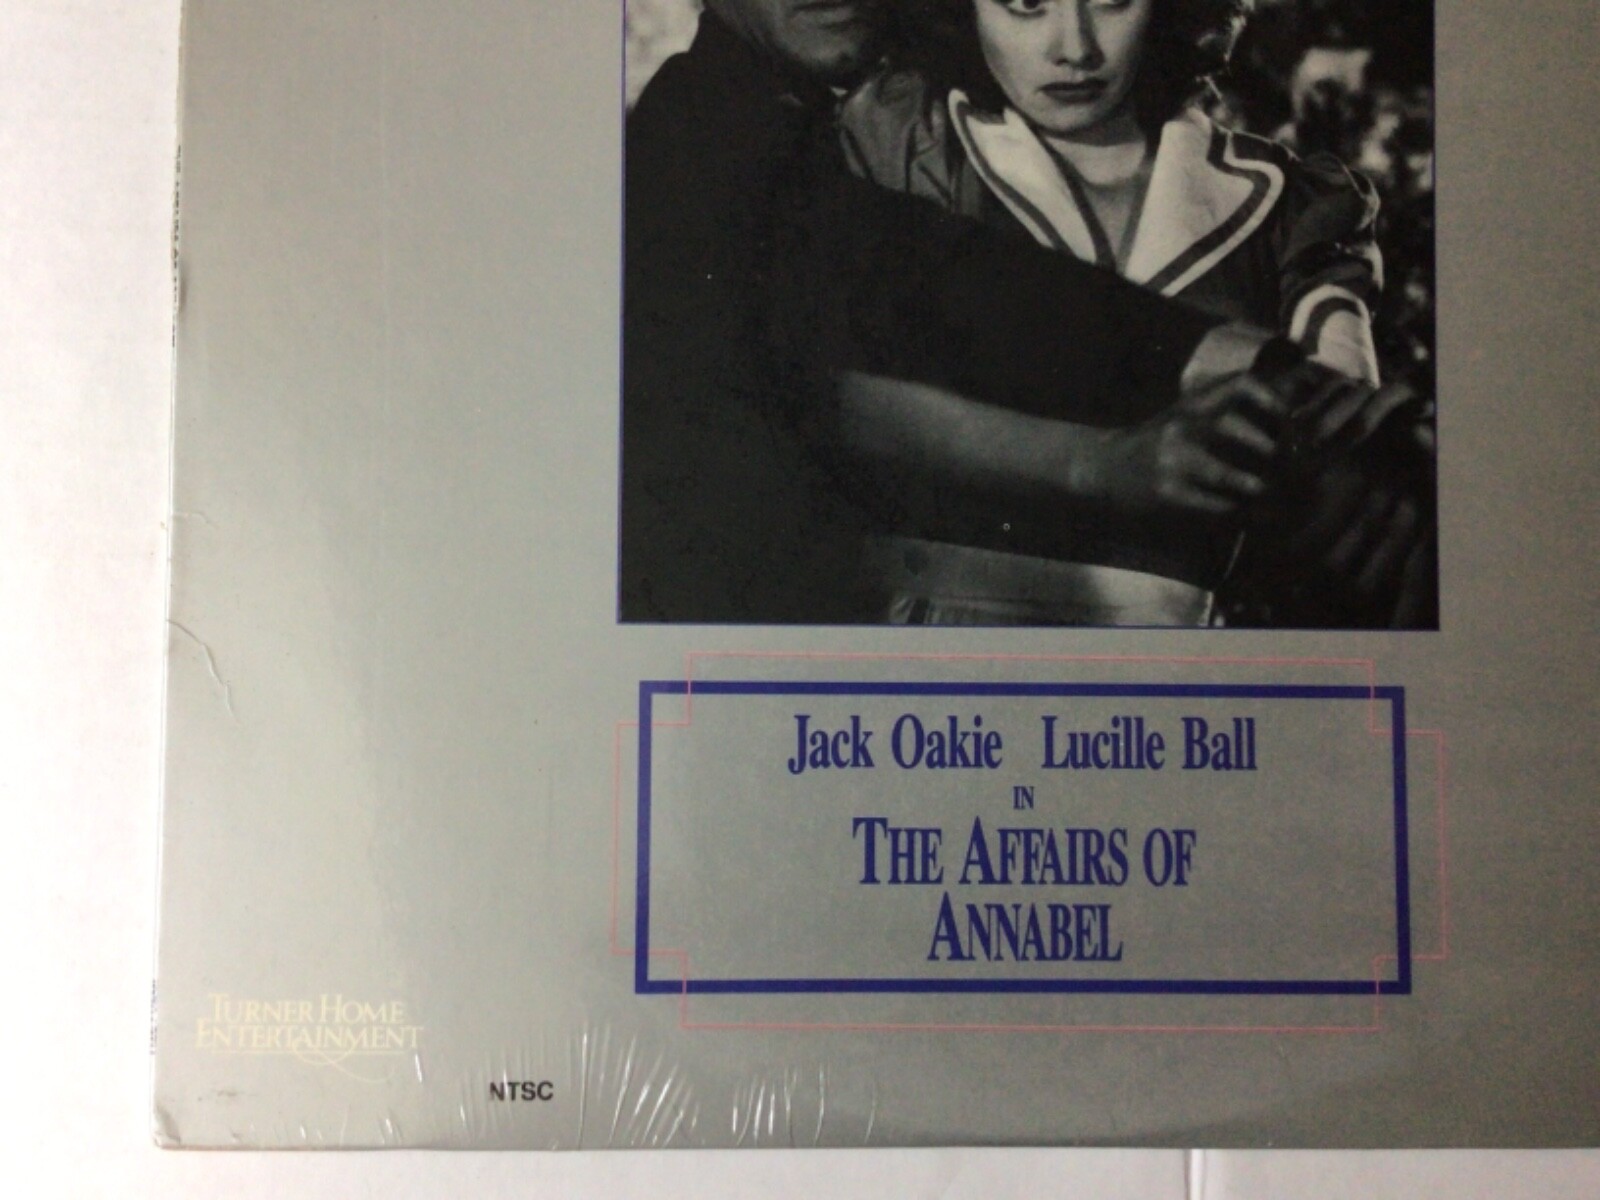 Jack Oakie Lucille Ball
IN
THE AFFAIRS OF
ANNABEL
TURNER HOME
ENTERTAINMENT
NTSC